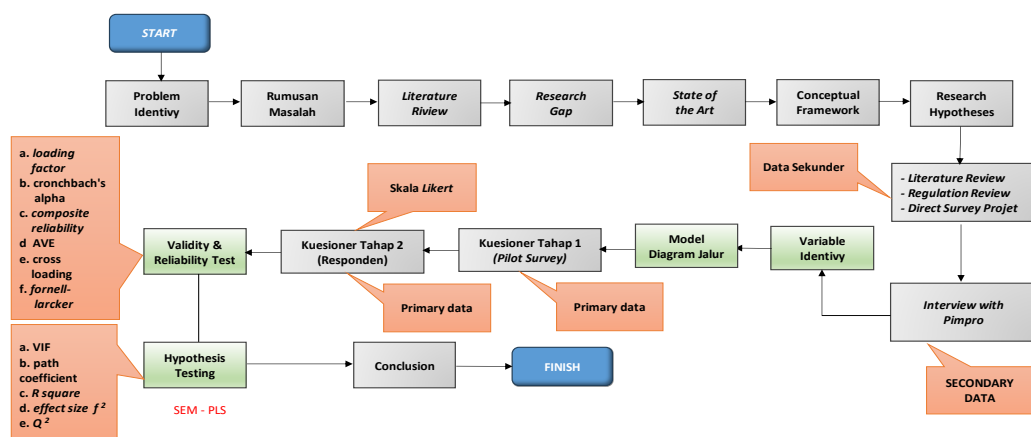 START
Problem
Identivy
Rumusan
Masalah
Literature
Riview
Research
Gap
State of
the Art
Conceptual
Framework
Research
Hypotheses
Data Sekunder
- Literature Review
- Regulation Review
- Direct Survey Projet
a. loading
factor
b. cronchbach's
alpha
c. composite
reliability
d AVE
e. cross
loading
f. fornell-
larcker
Skala Likert
Validity &
Reliability Test
Kuesioner Tahap 2
(Responden)
Kuesioner Tahap 1
(Pilot Survey)
Model
Diagram Jalur
Variable
Identivy
Primary data
Primary data
Interview with
Pimpro
SECONDARY
DATA
a. VIF
b. path
coefficient
c. R square
d. effect size f ²
e. Q ²
Hypothesis
Testing
Conclusion
FINISH
SEM - PLS